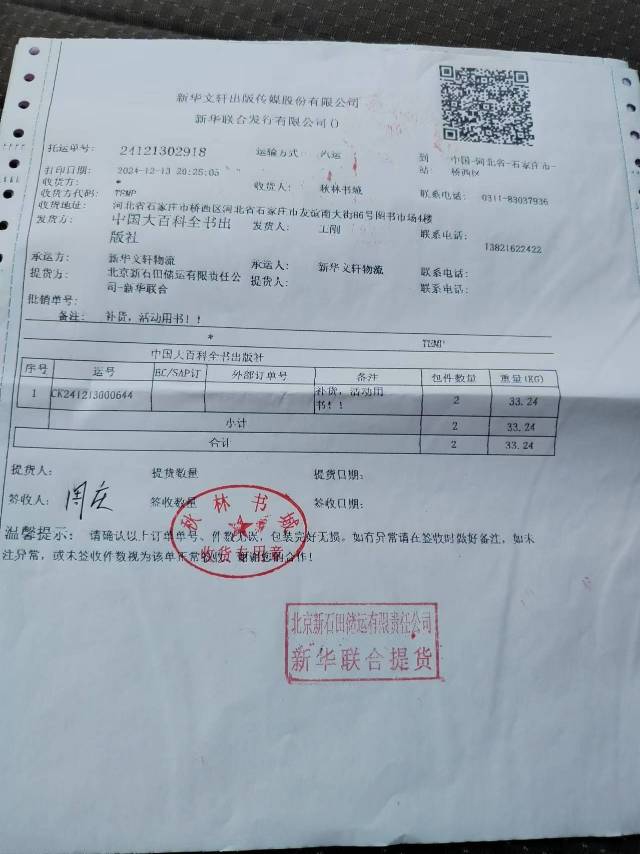 新华文轩出版传媒股份有限公司
新华联合发行有限公司()
托运单号: 24121302918 运输方式: 汽运 到站: 中国-河北省-石家庄市-桥西区
打印日期: 2024-12-13 20:25:05
收货方: * 收货人: 秋林书城 联系电话: 0311-83037936
收货方代码: TEMP
收货地址: 河北省石家庄市桥西区河北省石家庄市友谊南大街86号图书市场4楼
发货方: 中国大百科全书出版社 发货人: 王刚 联系电话: 13821622422
承运方: 新华文轩物流 承运人: 新华文轩物流 联系电话:
提货方: 北京新石田储运有限责任公司-新华联合 提货人: 联系电话:
批销单号:
备注: 补货,活动用书!!
* TEMP
中国大百科全书出版社
序号 运号 EC/SAP订 外部订单号 备注 包件数量 重量(KG)
1 CK241213000644 补货,活动用书!! 2 33.24
小计 2 33.24
合计 2 33.24
提货人: 提货数量 提货日期:
签收人: 周庆 签收数量 签收日期:
秋林书城
收货专用章
温馨提示: 请确认以上订单单号、件数无误,包装完好无损。如有异常请在签收时做好备注,如未
注异常,或未签收件数视为该单正常签收。谢谢您的合作!
北京新石田储运有限责任公司
新华联合提货